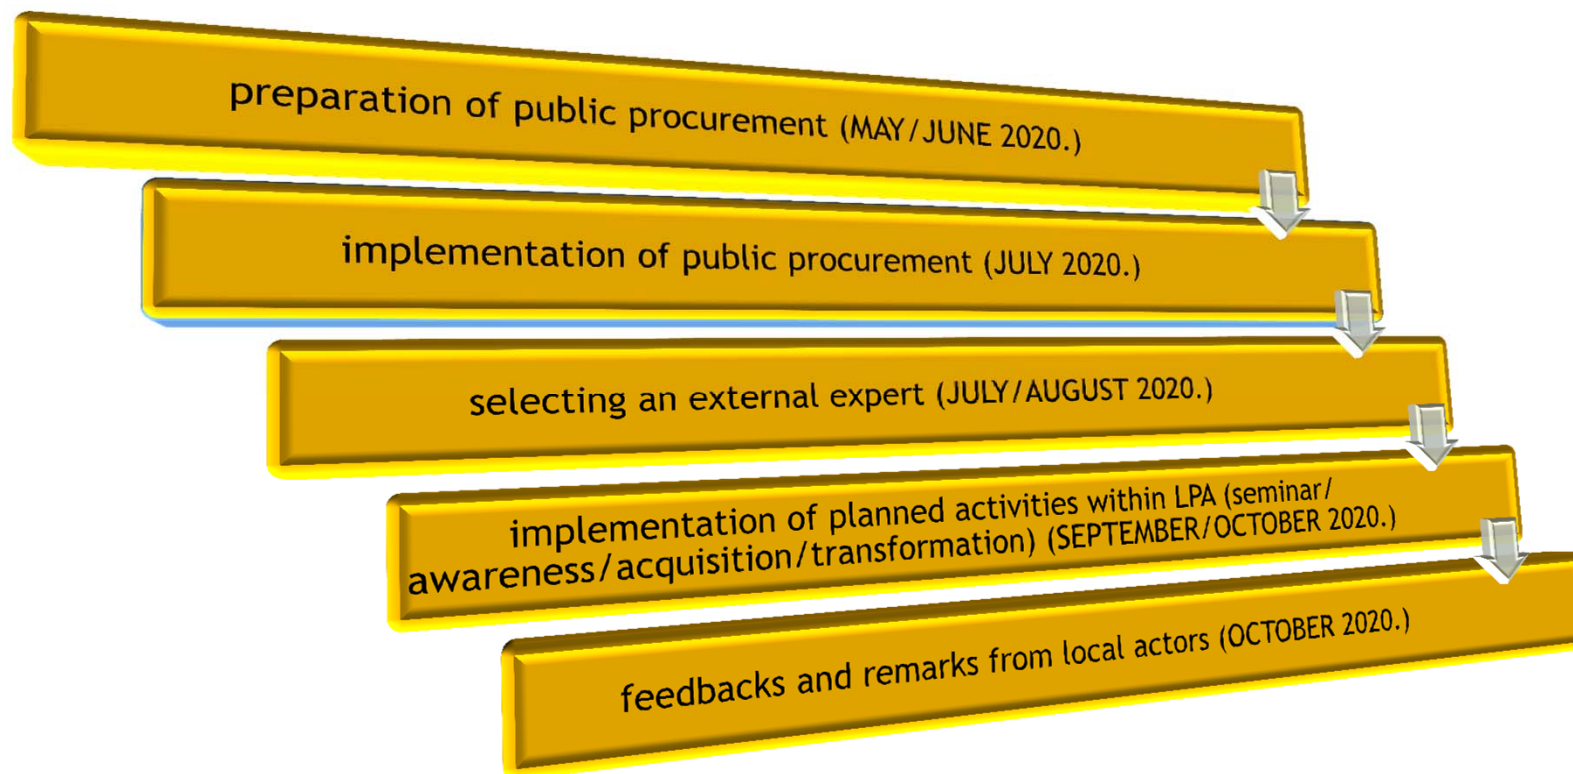 preparation of public procurement (MAY/JUNE 2020.)
implementation of public procurement (JULY 2020.)
selecting an external expert (JULY/AUGUST 2020.)
implementation of planned activities within LPA (seminar/
awareness/acquisition/transformation) (SEPTEMBER/OCTOBER 2020.)
feedbacks and remarks from local actors (OCTOBER 2020.)